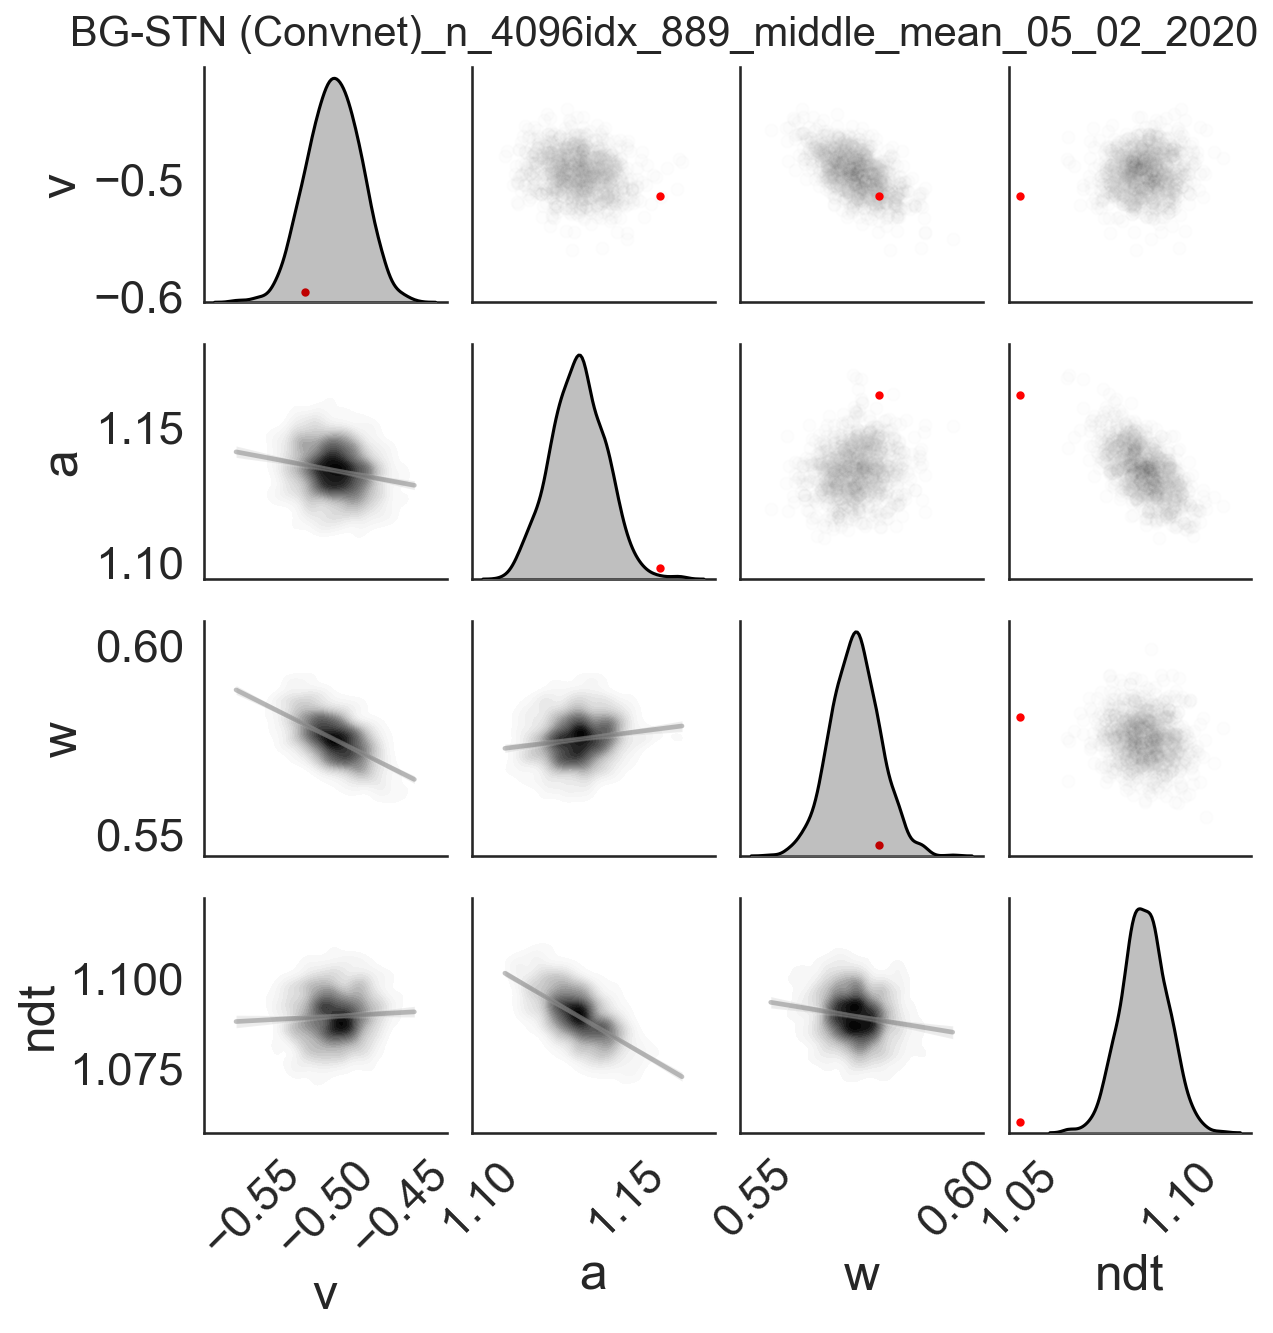 BG-STN (Convnet)_n_4096idx_889_middle_mean_05_02_2020
v
−0.5
−0.6
a
1.15
1.10
w
0.60
0.55
ndt
1.100
1.075
−0.55 −0.50 −0.45 1.10 1.15 0.55 0.60 1.05 1.10
v a w ndt